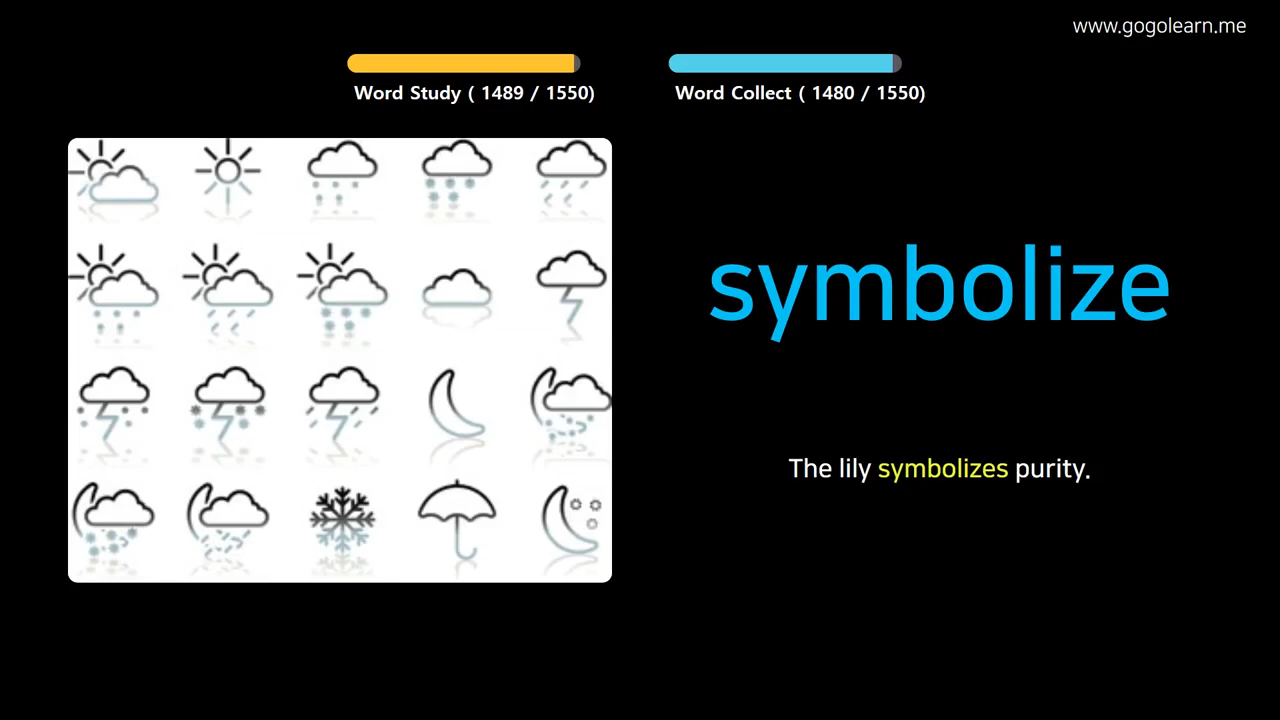 www.gogolearn.me
Word Study ( 1489 / 1550)
Word Collect ( 1480 / 1550)
symbolize
The lily symbolizes purity.